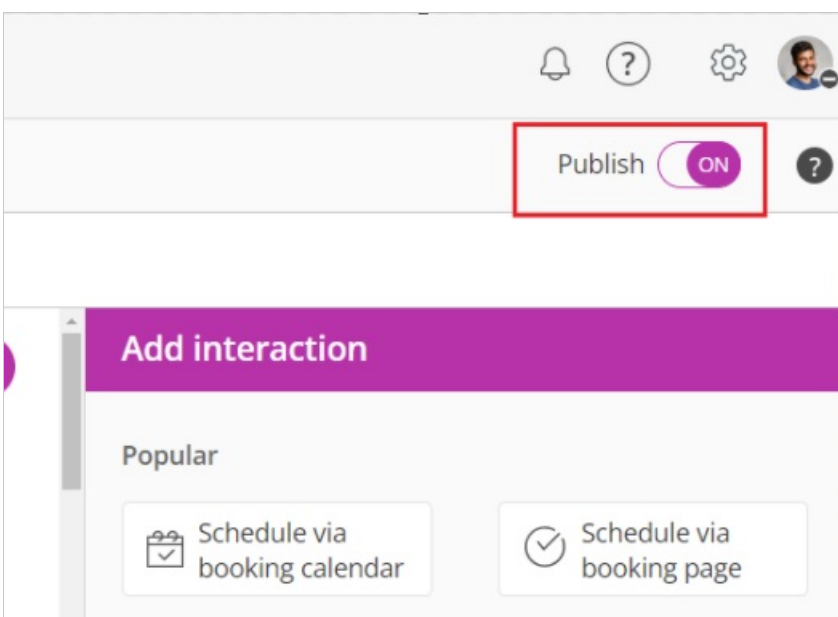 ?
Publish ON ?
Add interaction
Popular
Schedule via
booking calendar
Schedule via
booking page